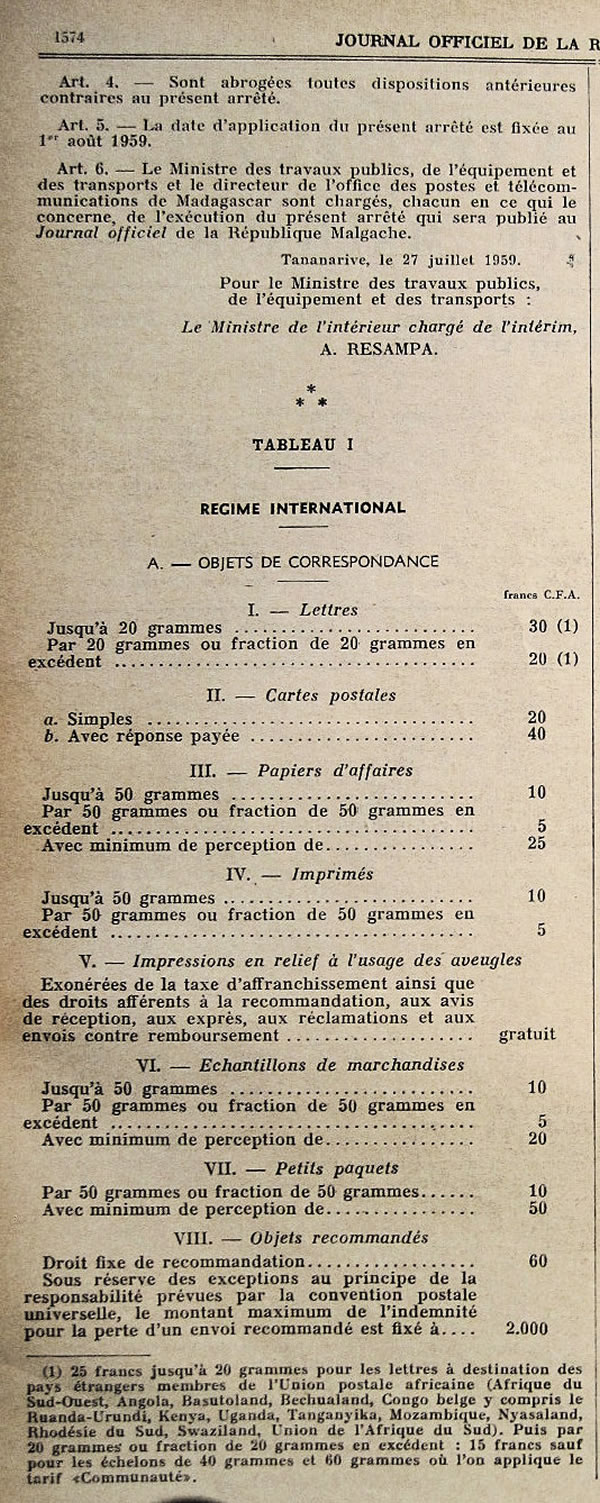 1574
JOURNAL OFFICIEL DE LA R
Art. 4. — Sont abrogées toutes dispositions antérieures
contraires au présent arrêté.
Art. 5. — La date d'application du présent arrêté est fixée au
1er août 1959.
Art. 6. — Le Ministre des travaux publics, de l'équipement et
des transports et le directeur de l'office des postes et télécom-
munications de Madagascar sont chargés, chacun en ce qui le
concerne, de l'exécution du présent arrêté qui sera publié au
Journal officiel de la République Malgache.
Tananarive, le 27 juillet 1959.
Pour le Ministre des travaux publics,
de l'équipement et des transports :
Le Ministre de l'intérieur chargé de l'intérim,
A. RESAMPA.
*
* *
TABLEAU I
REGIME INTERNATIONAL
A. — OBJETS DE CORRESPONDANCE
francs C.F.A.
I. — Lettres
Jusqu'à 20 grammes ........................... 30 (1)
Par 20 grammes ou fraction de 20 grammes en
excédent ........................................ 20 (1)
II. — Cartes postales
a. Simples .................................... 20
b. Avec réponse payée ......................... 40
III. — Papiers d'affaires
Jusqu'à 50 grammes ........................... 10
Par 50 grammes ou fraction de 50 grammes en
excédent ........................................ 5
Avec minimum de perception de................ 25
IV. — Imprimés
Jusqu'à 50 grammes ............................ 10
Par 50 grammes ou fraction de 50 grammes en
excédent ........................................ 5
V. — Impressions en relief à l'usage des aveugles
Exonérées de la taxe d'affranchissement ainsi que
des droits afférents à la recommandation, aux avis
de réception, aux exprès, aux réclamations et aux
envois contre remboursement .................... gratuit
VI. — Echantillons de marchandises
Jusqu'à 50 grammes ........................... 10
Par 50 grammes ou fraction de 50 grammes en
excédent ........................................ 5
Avec minimum de perception de................ 20
VII. — Petits paquets
Par 50 grammes ou fraction de 50 grammes...... 10
Avec minimum de perception de................ 50
VIII. — Objets recommandés
Droit fixe de recommandation.................. 60
Sous réserve des exceptions au principe de la
responsabilité prévues par la convention postale
universelle, le montant maximum de l'indemnité
pour la perte d'un envoi recommandé est fixé à.... 2.000
(1) 25 francs jusqu'à 20 grammes pour les lettres à destination des
pays étrangers membres de l'Union postale africaine (Afrique du
Sud-Ouest, Angola, Basutoland, Bechualand, Congo belge y compris le
Ruanda-Urundi, Kenya, Uganda, Tanganyika, Mozambique, Nyasaland,
Rhodésie du Sud, Swaziland, Union de l'Afrique du Sud). Puis par
20 grammes ou fraction de 20 grammes en excédent : 15 francs sauf
pour les échelons de 40 grammes et 60 grammes où l'on applique le
tarif «Communauté».